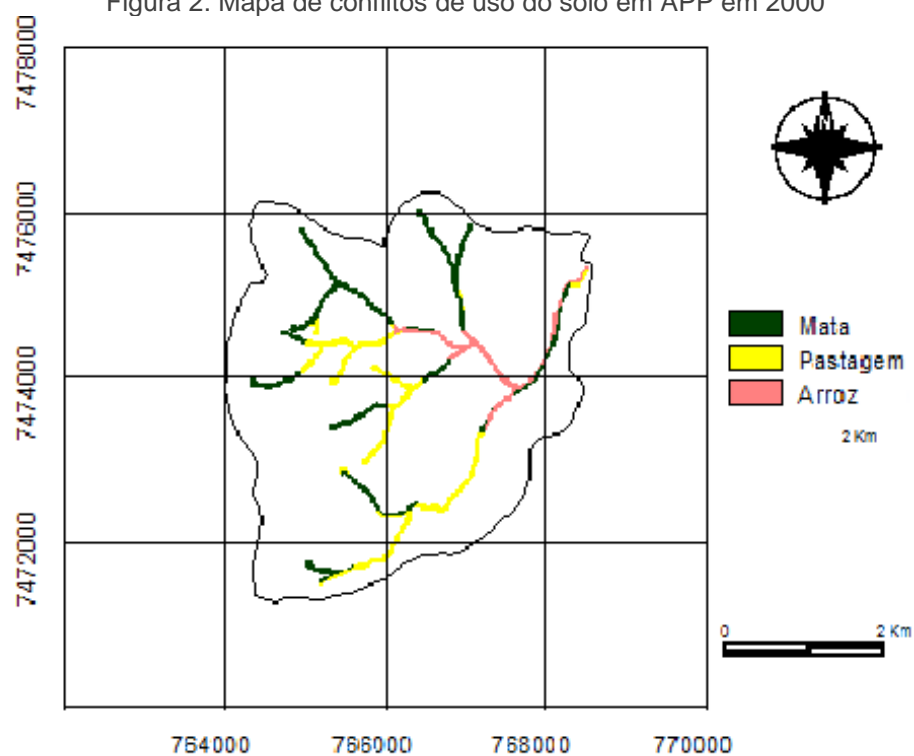 Figura 2. Mapa de conflitos de uso do solo em APP em 2000
7478000
7476000
7474000
7472000
N
Mata
Pastagem
Arroz
2 Km
0 2 Km
764000 766000 768000 770000